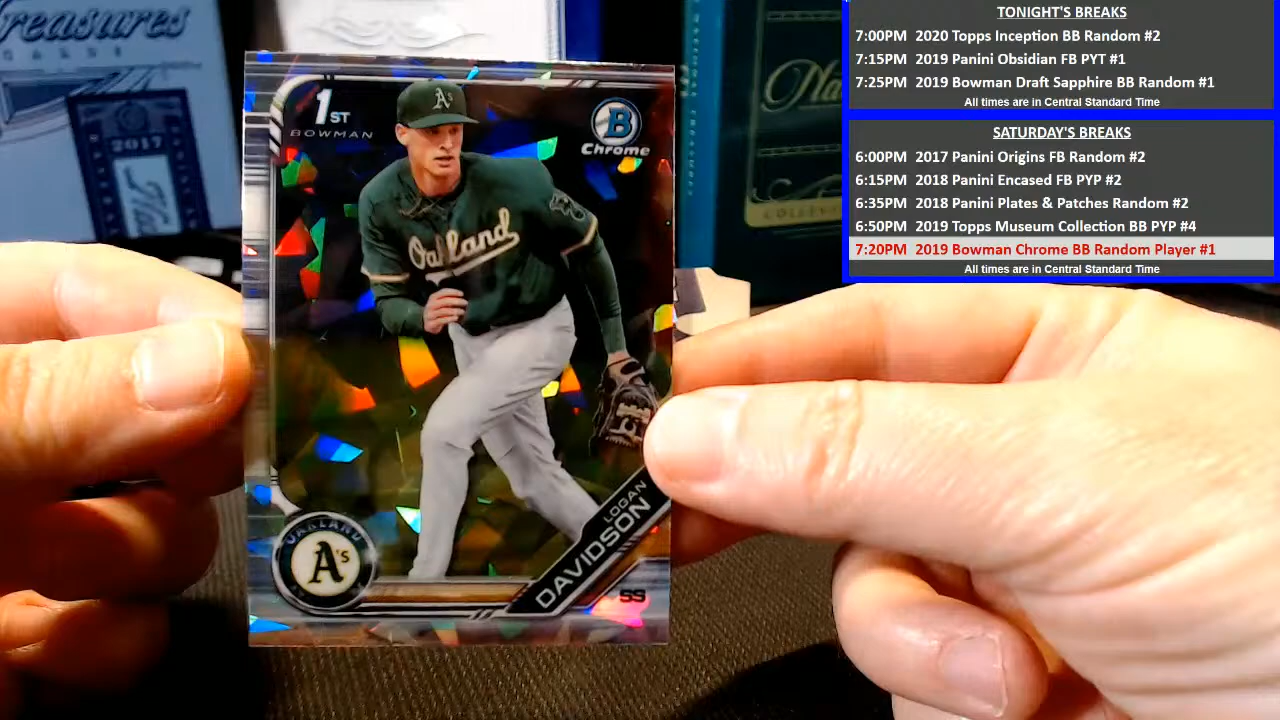 TONIGHT'S BREAKS
7:00PM 2020 Topps Inception BB Random #2
7:15PM 2019 Panini Obsidian FB PYT #1
7:25PM 2019 Bowman Draft Sapphire BB Random #1
All times are in Central Standard Time
SATURDAY'S BREAKS
6:00PM 2017 Panini Origins FB Random #2
6:15PM 2018 Panini Encased FB PYP #2
6:35PM 2018 Panini Plates & Patches Random #2
6:50PM 2019 Topps Museum Collection BB PYP #4
7:20PM 2019 Bowman Chrome BB Random Player #1
All times are in Central Standard Time
reasures
2017
1ST
BOWMAN
B
Chrome
A's
Oakland
LOGAN
DAVIDSON
SS
OAKLAND
A's